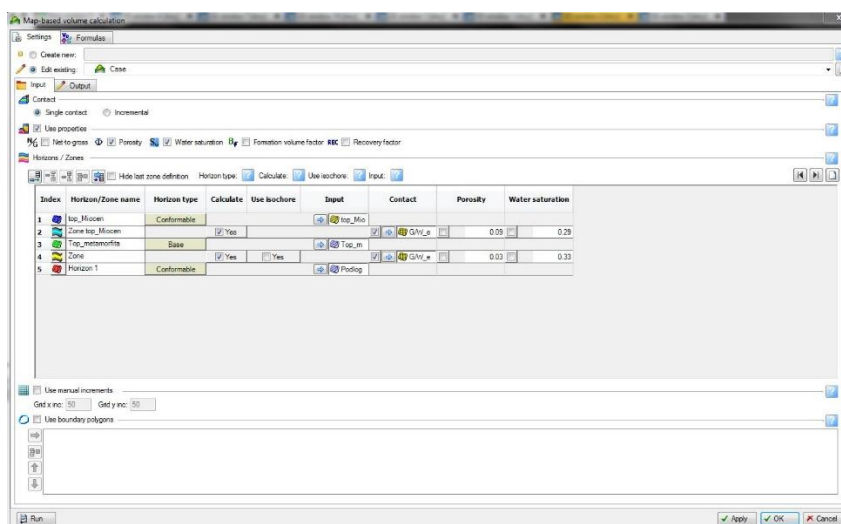 Map-based volume calculation
Settings Formulas
Create new:
Edit existing: Case
Input Output
Contact
Single contact Incremental
Use properties
N/G Net to gross Φ Porosity Water saturation Formation volume factor REC Recovery factor
Horizons / Zones
Hide last zone definition Horizon type: Calculate: Use isochore: Input:
Index Horizon/Zone name Horizon type Calculate Use isochore Input Contact Porosity Water saturation
1 top_Miocen Conformable top_Mio
2 Zone top_Miocen Yes G/W_s 0.09 0.29
3 Top_metamorfits Base Top_m
4 Zone Yes Yes G/W_e 0.03 0.33
5 Horizon 1 Conformable Podlog
Use manual increments
Grid x inc: 50 Grid y inc: 50
Use boundary polygons
Run Apply OK Cancel